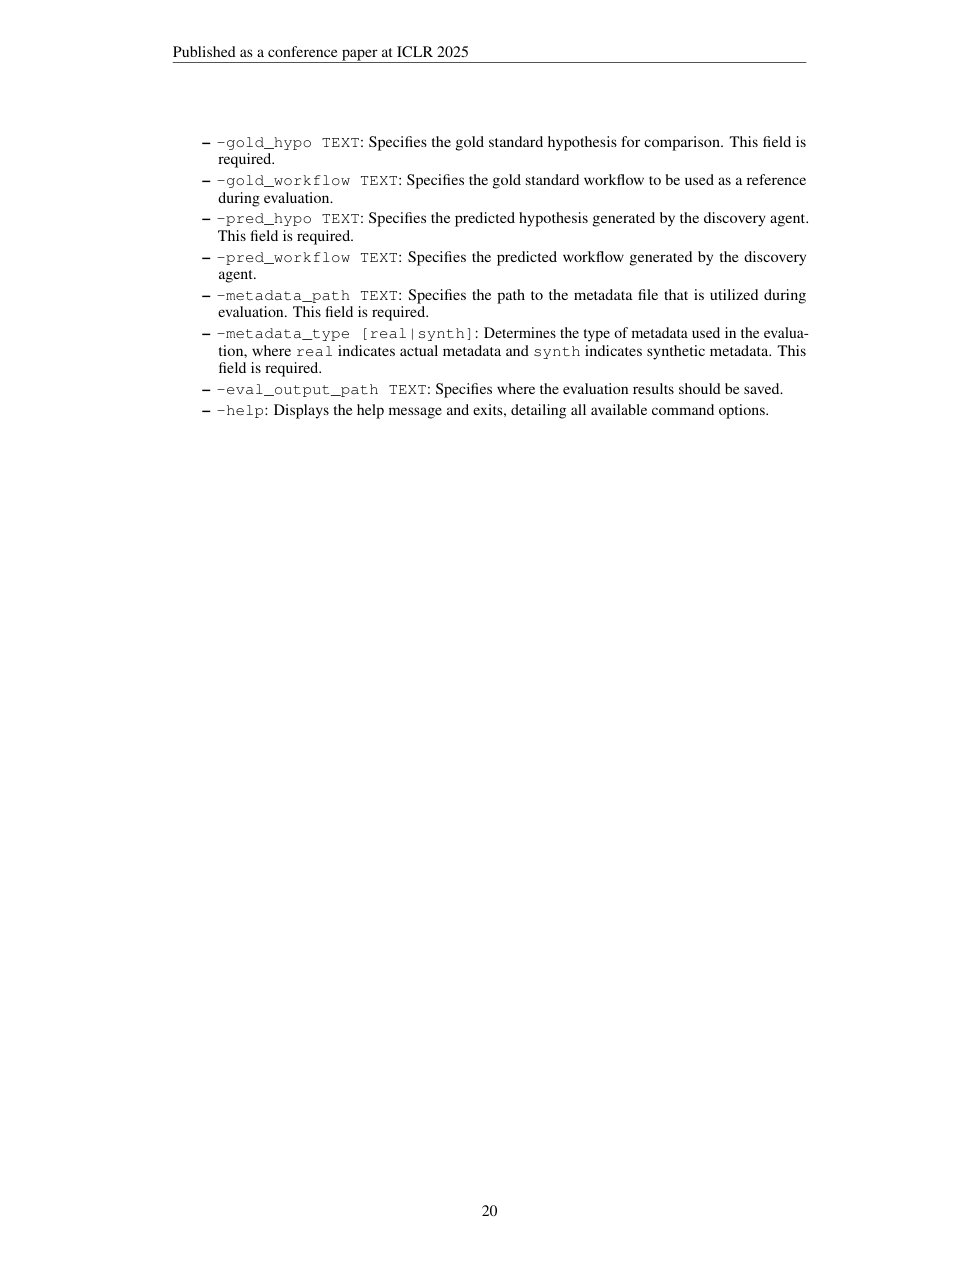 Published as a conference paper at ICLR 2025
– –gold_hypo TEXT: Specifies the gold standard hypothesis for comparison. This field is
required.
– –gold_workflow TEXT: Specifies the gold standard workflow to be used as a reference
during evaluation.
– –pred_hypo TEXT: Specifies the predicted hypothesis generated by the discovery agent.
This field is required.
– –pred_workflow TEXT: Specifies the predicted workflow generated by the discovery
agent.
– –metadata_path TEXT: Specifies the path to the metadata file that is utilized during
evaluation. This field is required.
– –metadata_type [real|synth]: Determines the type of metadata used in the evalua-
tion, where real indicates actual metadata and synth indicates synthetic metadata. This
field is required.
– –eval_output_path TEXT: Specifies where the evaluation results should be saved.
– –help: Displays the help message and exits, detailing all available command options.
20